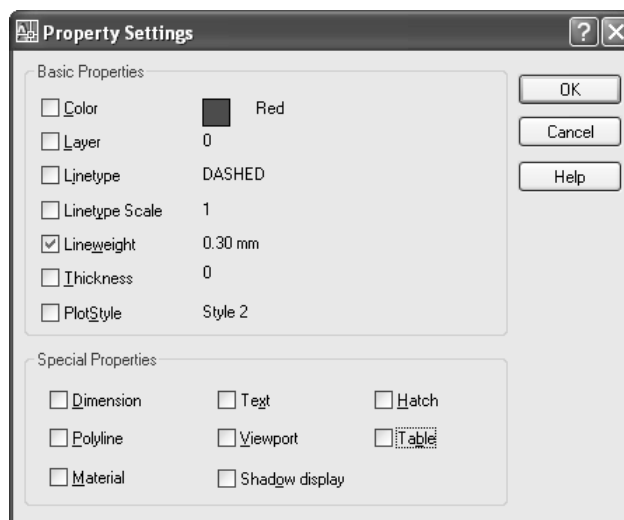 Property Settings
Basic Properties
OK
Color Red
Layer 0
Cancel
Linetype DASHED
Help
Linetype Scale 1
Lineweight 0.30 mm
Thickness 0
PlotStyle Style 2
Special Properties
Dimension Text Hatch
Polyline Viewport Table
Material Shadow display